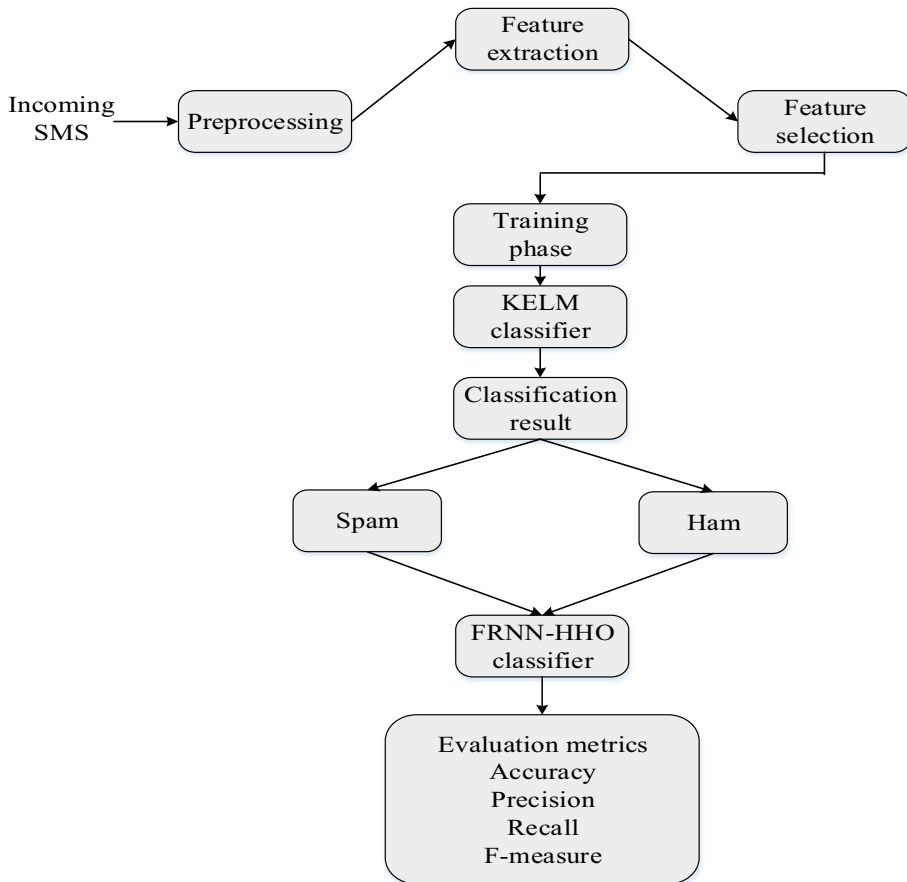 Feature
extraction
Incoming
SMS
Preprocessing
Feature
selection
Training
phase
KELM
classifier
Classification
result
Spam
Ham
FRNN-HHO
classifier
Evaluation metrics
Accuracy
Precision
Recall
F-measure